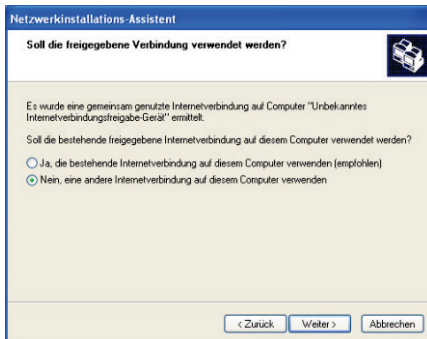 Netzwerkinstallations-Assistent
Soll die freigegebene Verbindung verwendet werden?
Es wurde eine gemeinsam genutzte Internetverbindung auf Computer "Unbekanntes
Internetverbindungsfreigabe-Gerät" ermittelt.
Soll die bestehende freigegebene Internetverbindung auf diesem Computer verwendet werden?
Ja, die bestehende Internetverbindung auf diesem Computer verwenden (empfohlen)
Nein, eine andere Internetverbindung auf diesem Computer verwenden
< Zurück Weiter > Abbrechen